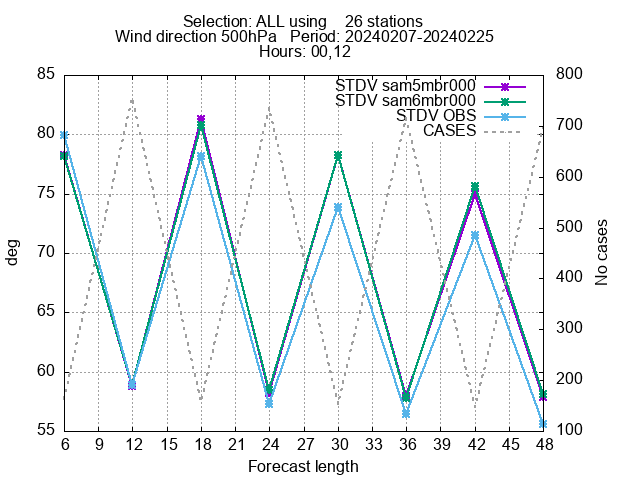 Selection: ALL using    26 stations
Wind direction 500hPa   Period: 20240207-20240225
Hours: 00,12
85
80
75
70
65
60
55
deg
STDV sam5mbr000
STDV sam6mbr000
STDV OBS
CASES
800
700
600
500
400
300
200
100
No cases
6 9 12 15 18 21 24 27 30 33 36 39 42 45 48
Forecast length